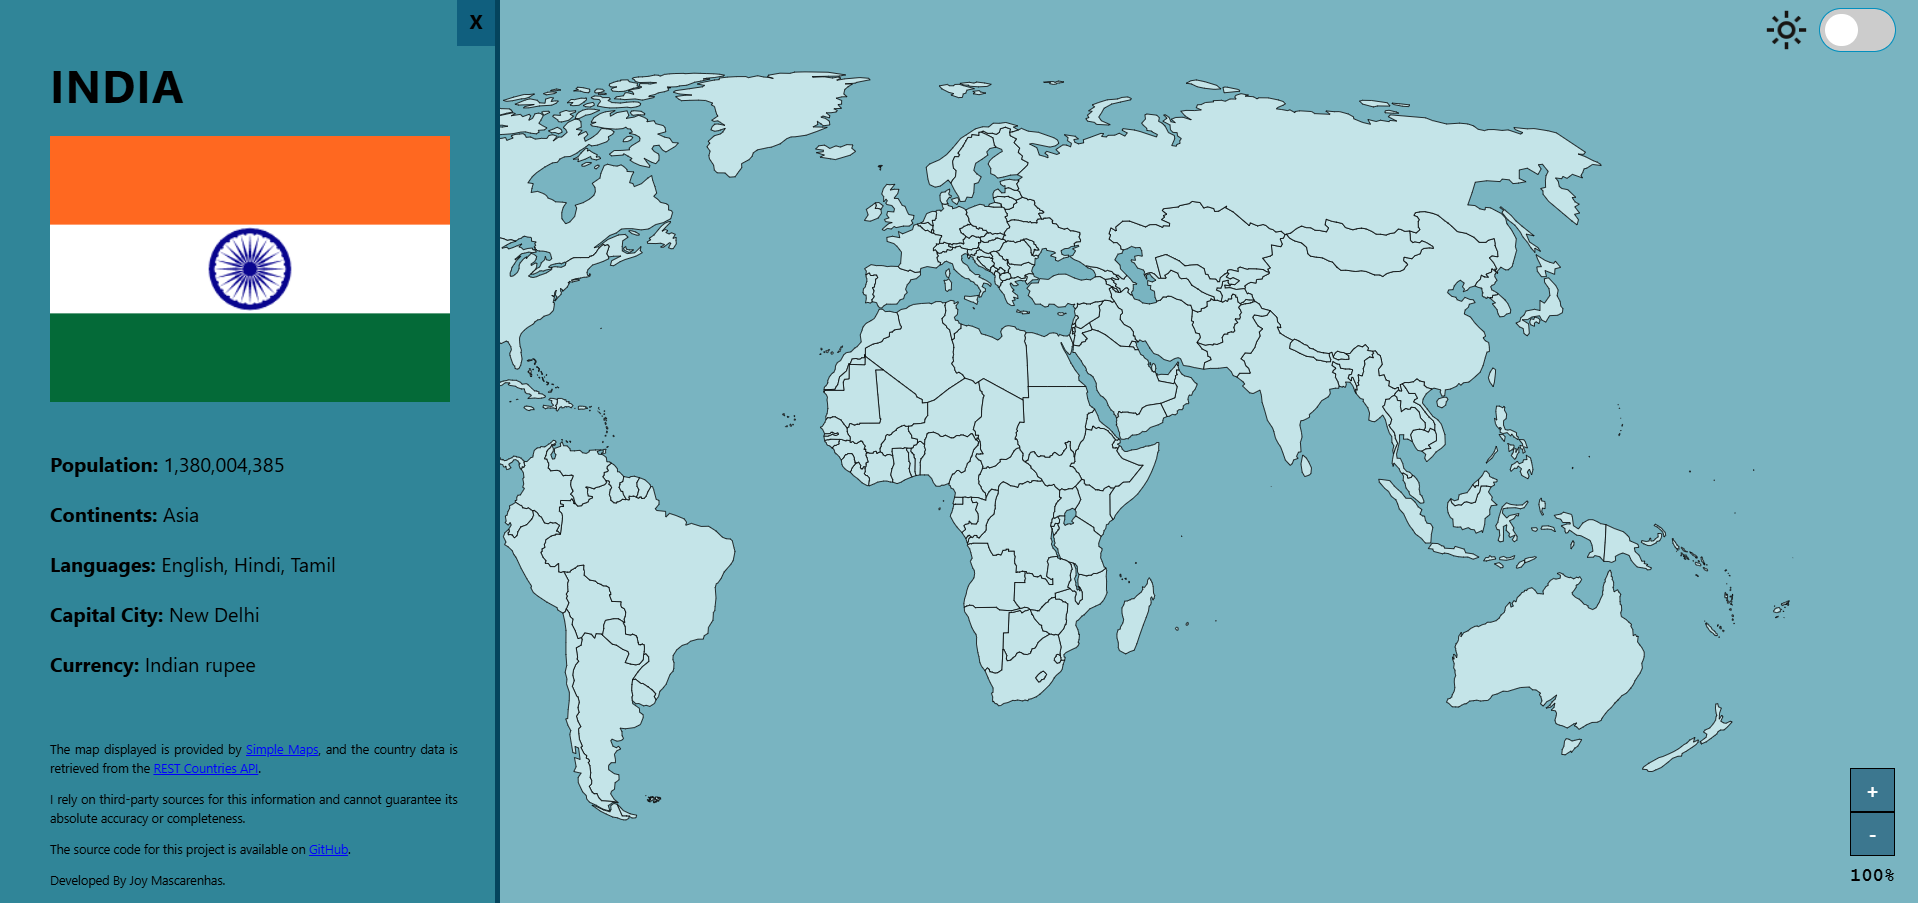 X
INDIA
Population: 1,380,004,385
Continents: Asia
Languages: English, Hindi, Tamil
Capital City: New Delhi
Currency: Indian rupee
The map displayed is provided by Simple Maps, and the country data is
retrieved from the REST Countries API.
I rely on third-party sources for this information and cannot guarantee its
absolute accuracy or completeness.
The source code for this project is available on GitHub.
Developed By Joy Mascarenhas.
+
-
100%